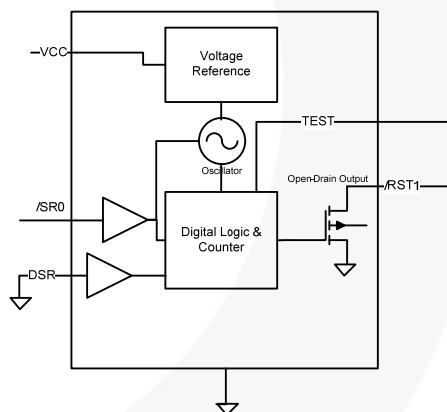 VCC
Voltage
Reference
TEST
Oscillator
Open-Drain Output
/RST1
/SR0
Digital Logic &
Counter
DSR